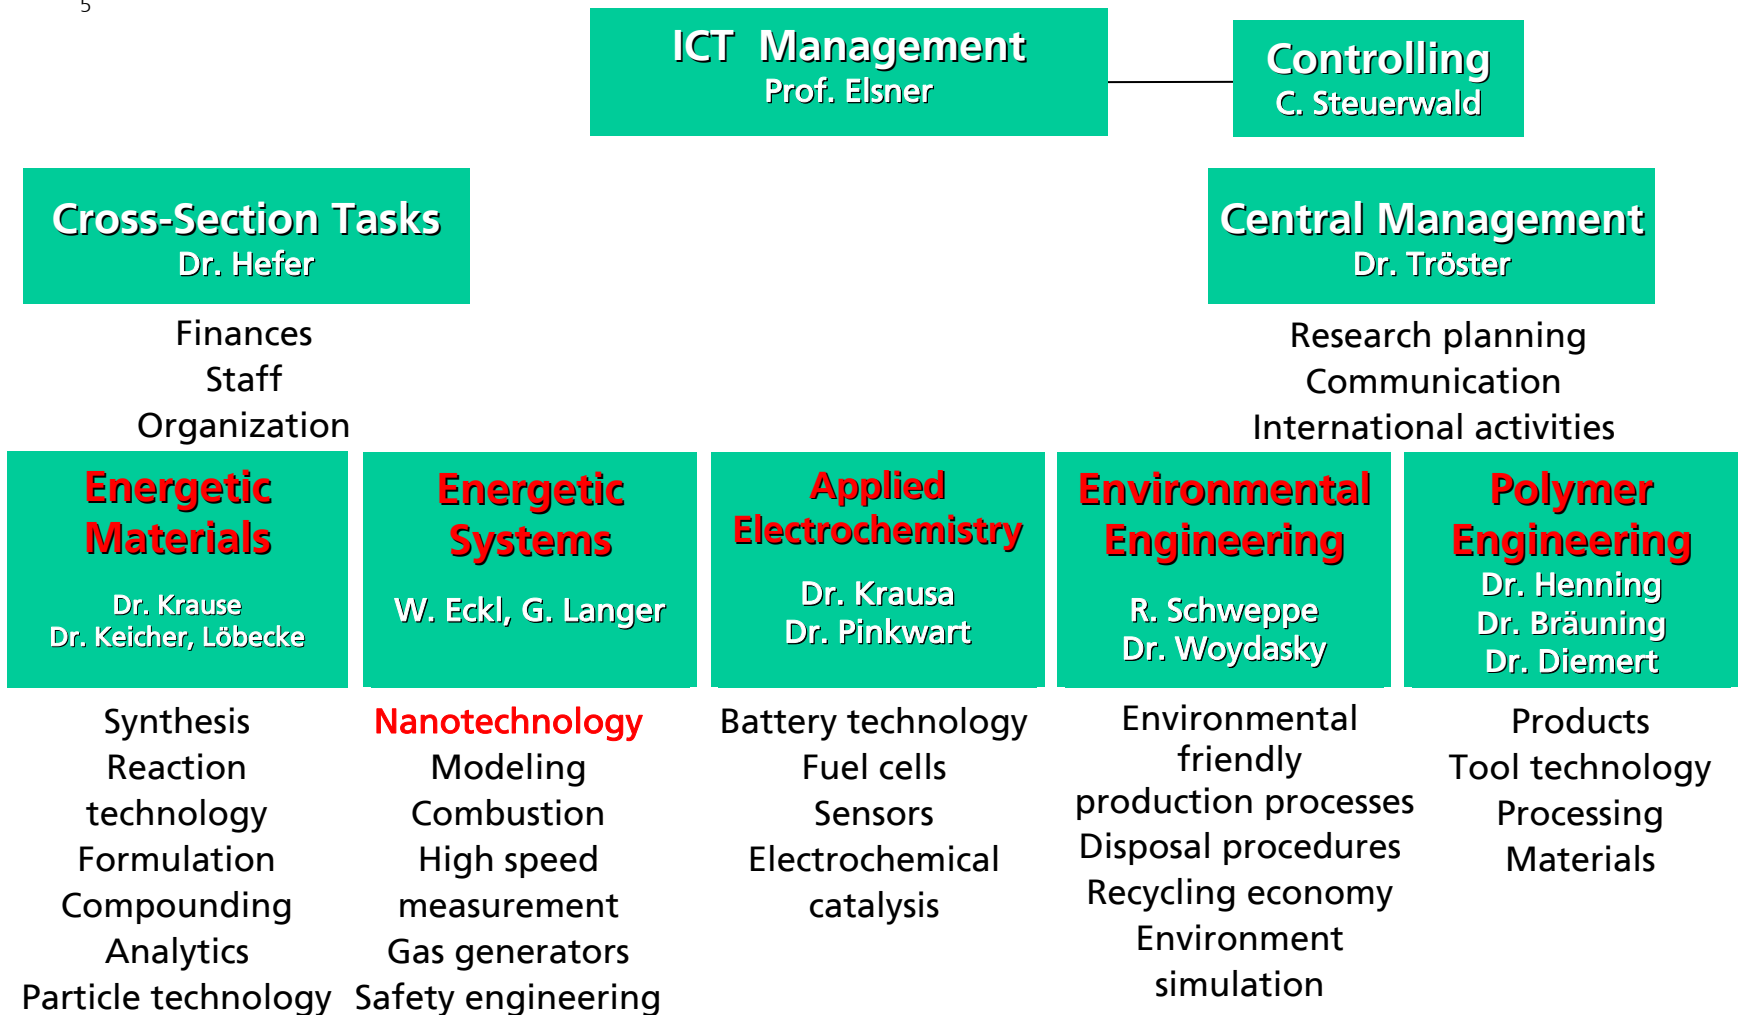 5
ICT Management
Prof. Elsner
Controlling
C. Steuerwald
Cross-Section Tasks
Dr. Hefer
Finances
Staff
Organization
Central Management
Dr. Tröster
Research planning
Communication
International activities
Energetic
Materials
Dr. Krause
Dr. Keicher, Löbecke
Synthesis
Reaction
technology
Formulation
Compounding
Analytics
Particle technology
Energetic
Systems
W. Eckl, G. Langer
Nanotechnology
Modeling
Combustion
High speed
measurement
Gas generators
Safety engineering
Applied
Electrochemistry
Dr. Krausa
Dr. Pinkwart
Battery technology
Fuel cells
Sensors
Electrochemical
catalysis
Environmental
Engineering
R. Schweppe
Dr. Woydasky
Environmental
friendly
production processes
Disposal procedures
Recycling economy
Environment
simulation
Polymer
Engineering
Dr. Henning
Dr. Bräuning
Dr. Diemert
Products
Tool technology
Processing
Materials